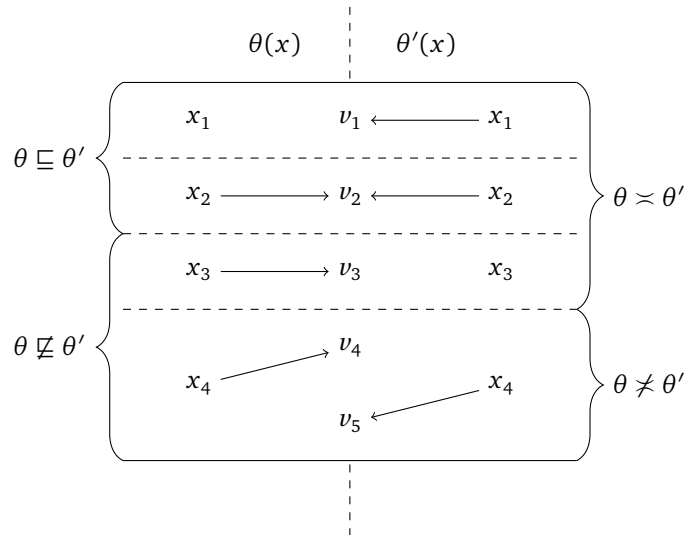 θ(x) θ′(x)
x₁ v₁ x₁
θ ⊑ θ′
x₂ v₂ x₂ θ ≍ θ′
x₃ v₃ x₃
θ ⋢ θ′ v₄
x₄ x₄ θ ≭ θ′
v₅